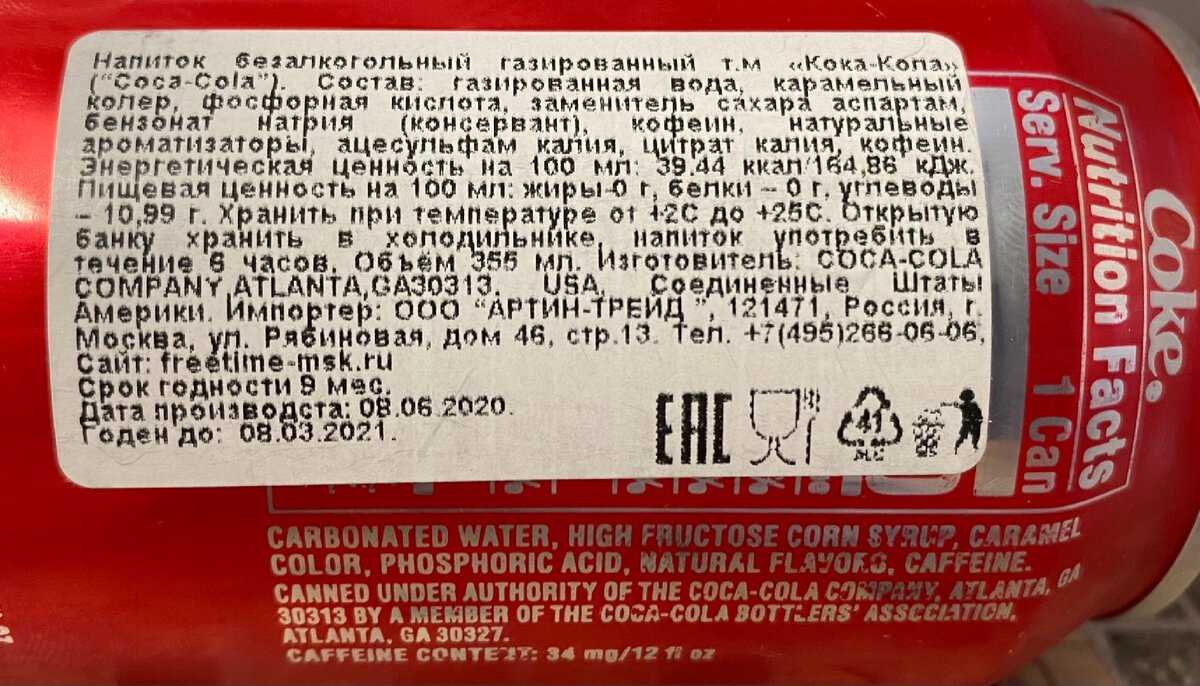 Напиток безалкогольный газированный т.м «Кока-Кола»
("Coca-Cola"). Состав: газированная вода, карамельный
колер, фосфорная кислота, заменитель сахара аспартам,
бензонат натрия (консервант), кофеин, натуральные
ароматизаторы, ацесульфам калия, цитрат калия, кофеин.
Энергетическая ценность на 100 мл: 39.44 ккал/164,86 кДж.
Пищевая ценность на 100 мл: жиры-0 г, белки – 0 г, углеводы
– 10,99 г. Хранить при температуре от +2С до +25С. Открытую
банку хранить в холодильнике, напиток употребить в
течение 6 часов. Объём 355 мл. Изготовитель: COCA-COLA
COMPANY,ATLANTA,GA30313. USA, Соединенные Штаты
Америки. Импортер: ООО "АРТИН-ТРЕЙД ", 121471, Россия, г.
Москва, ул. Рябиновая, дом 46, стр.13. Тел. +7(495)266-06-06,
Сайт: freetime-msk.ru
Срок годности 9 мес.
Дата производста: 08.06.2020.
Годен до: 08.03.2021.
EAC
41
ALU
Coke.
Nutrition Facts
Serv. Size 1 Can
CARBONATED WATER, HIGH FRUCTOSE CORN SYRUP, CARAMEL
COLOR, PHOSPHORIC ACID, NATURAL FLAVORS, CAFFEINE.
CANNED UNDER AUTHORITY OF THE COCA-COLA COMPANY, ATLANTA, GA
30313 BY A MEMBER OF THE COCA-COLA BOTTLERS' ASSOCIATION,
ATLANTA, GA 30327.
CAFFEINE CONTENT: 34 mg/12 fl oz